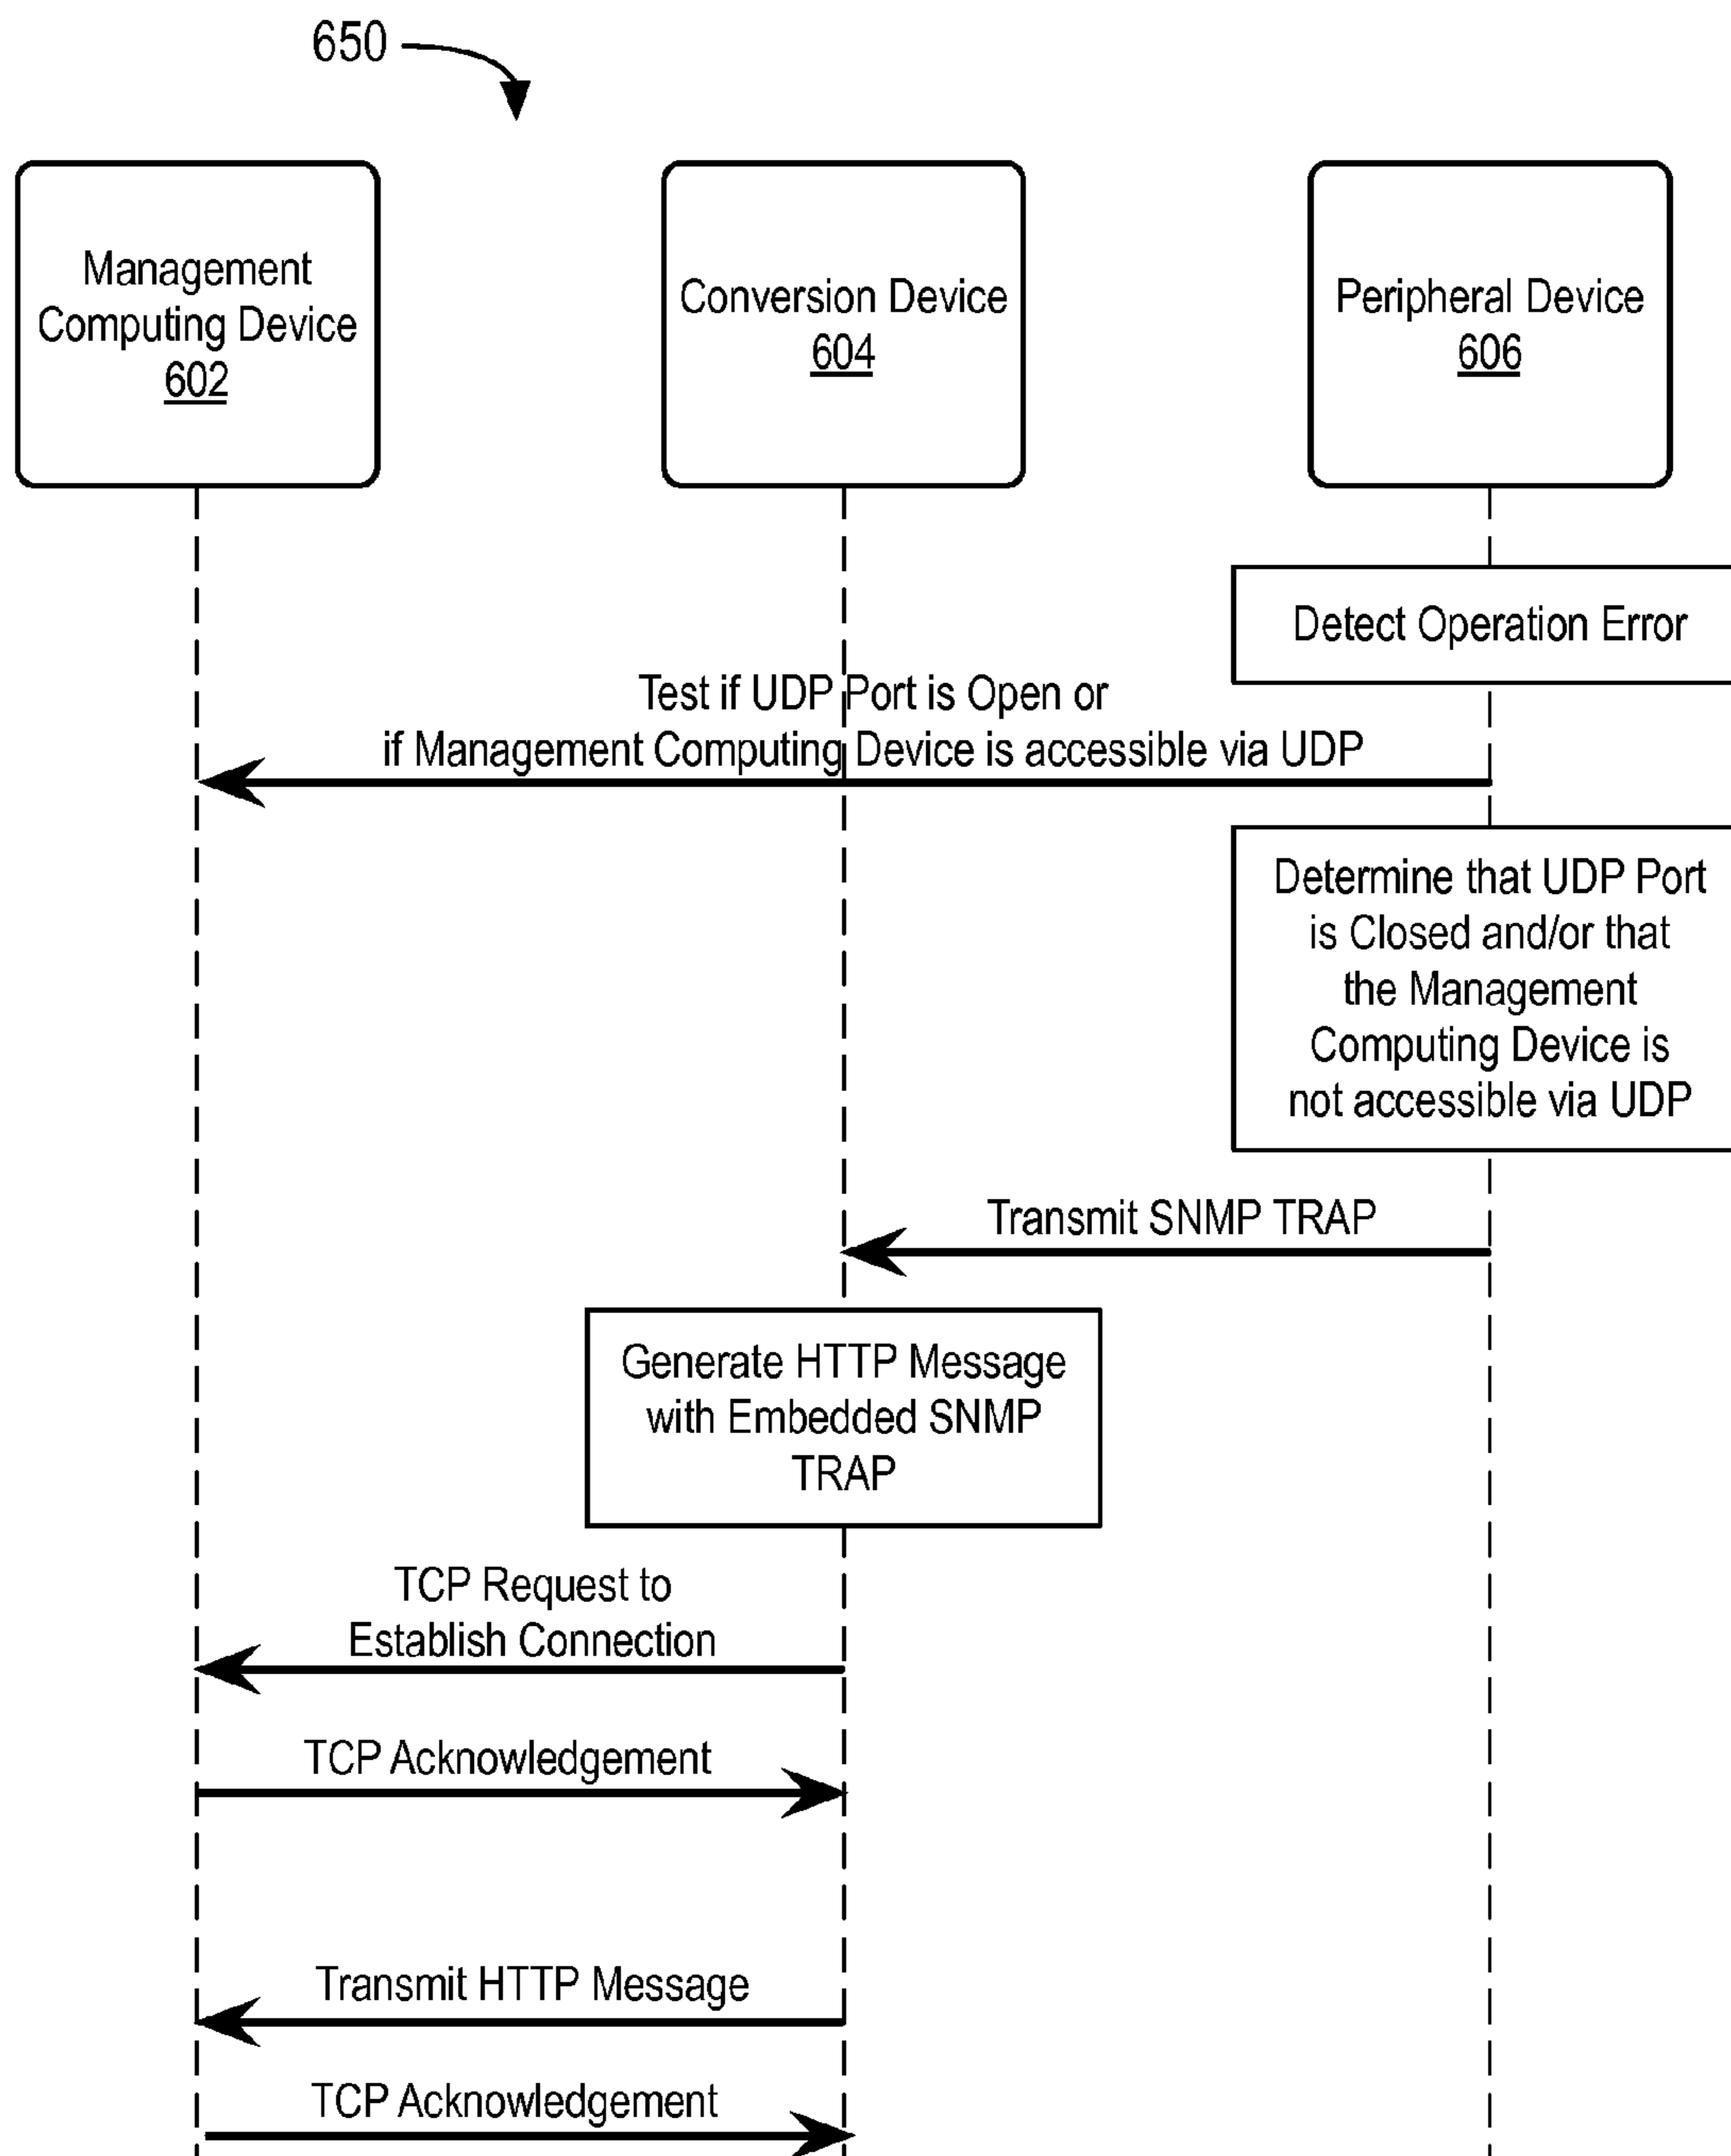 650
Management
Computing Device
602
Conversion Device
604
Peripheral Device
606
Detect Operation Error
Test if UDP Port is Open or
if Management Computing Device is accessible via UDP
Determine that UDP Port
is Closed and/or that
the Management
Computing Device is
not accessible via UDP
Transmit SNMP TRAP
Generate HTTP Message
with Embedded SNMP
TRAP
TCP Request to
Establish Connection
TCP Acknowledgement
Transmit HTTP Message
TCP Acknowledgement